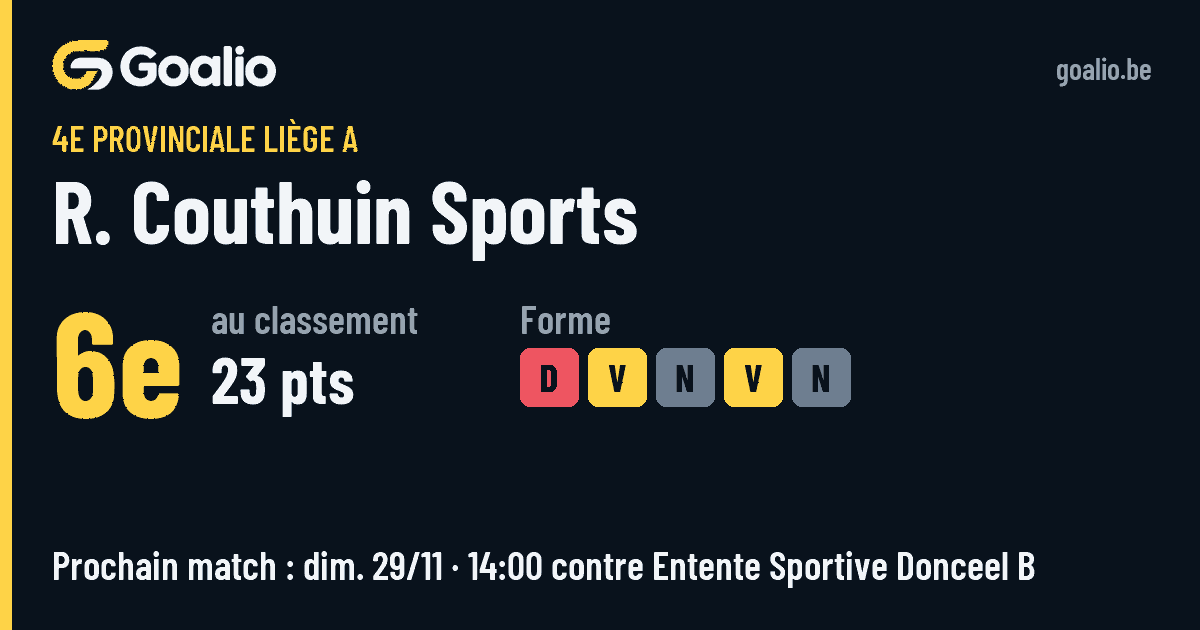 Goalio
goalio.be
4E PROVINCIALE LIÈGE A
R. Couthuin Sports
6e
au classement
23 pts
Forme
D V N V N
Prochain match : dim. 29/11 · 14:00 contre Entente Sportive Donceel B